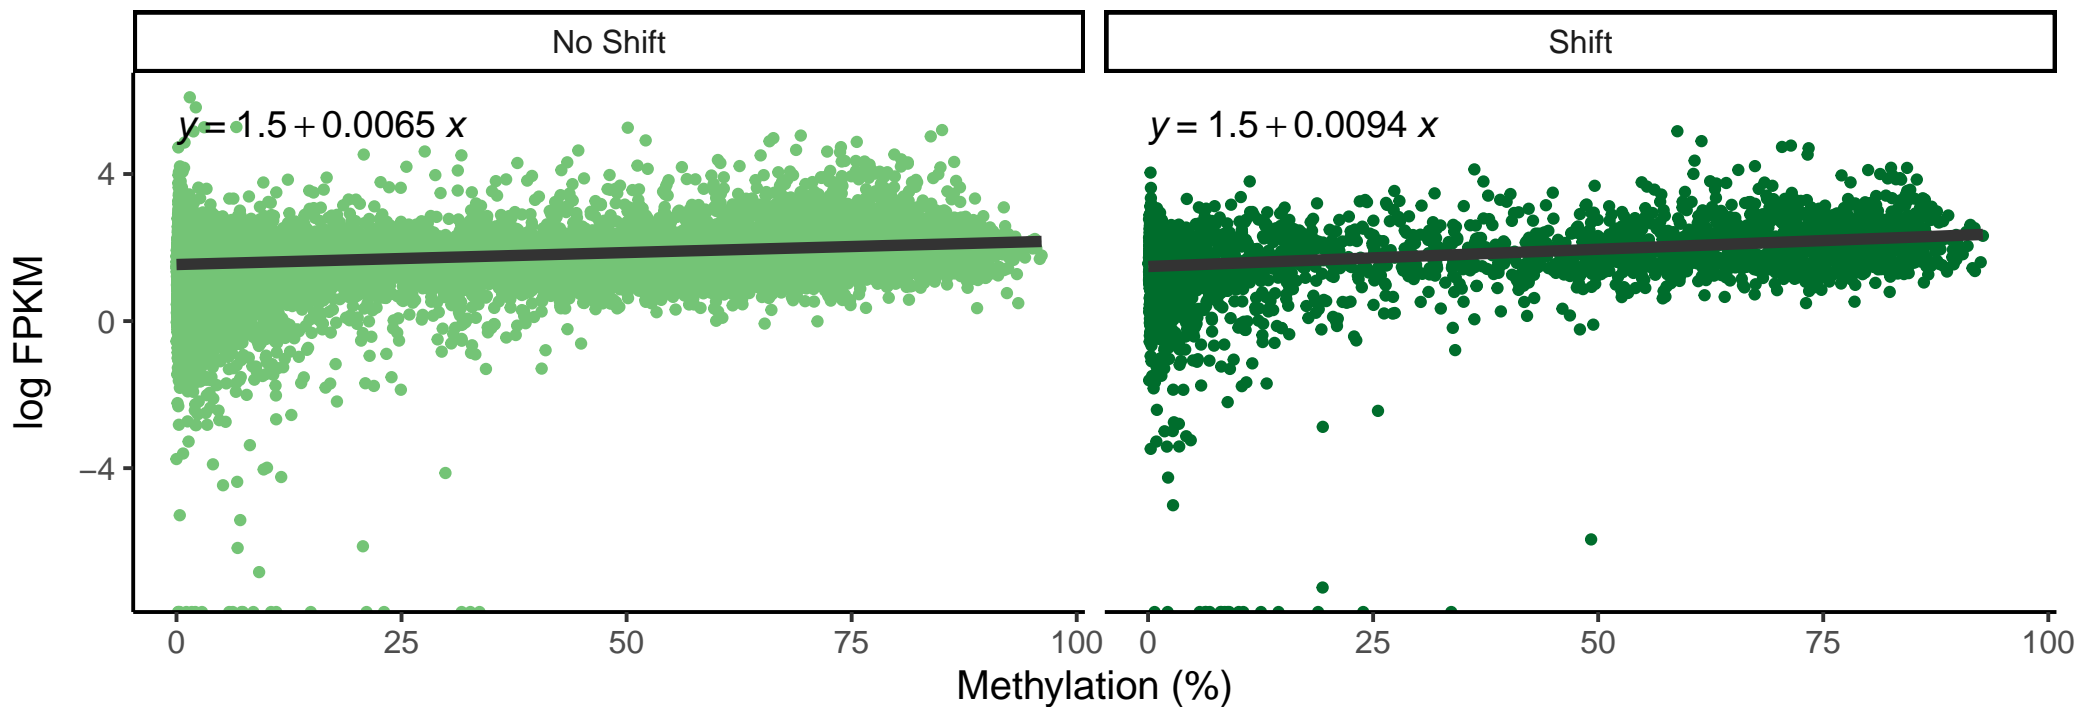 No Shift
Shift
y = 1.5 + 0.0065 x
y = 1.5 + 0.0094 x
log FPKM
4
0
−4
0 25 50 75 100
0 25 50 75 100
Methylation (%)